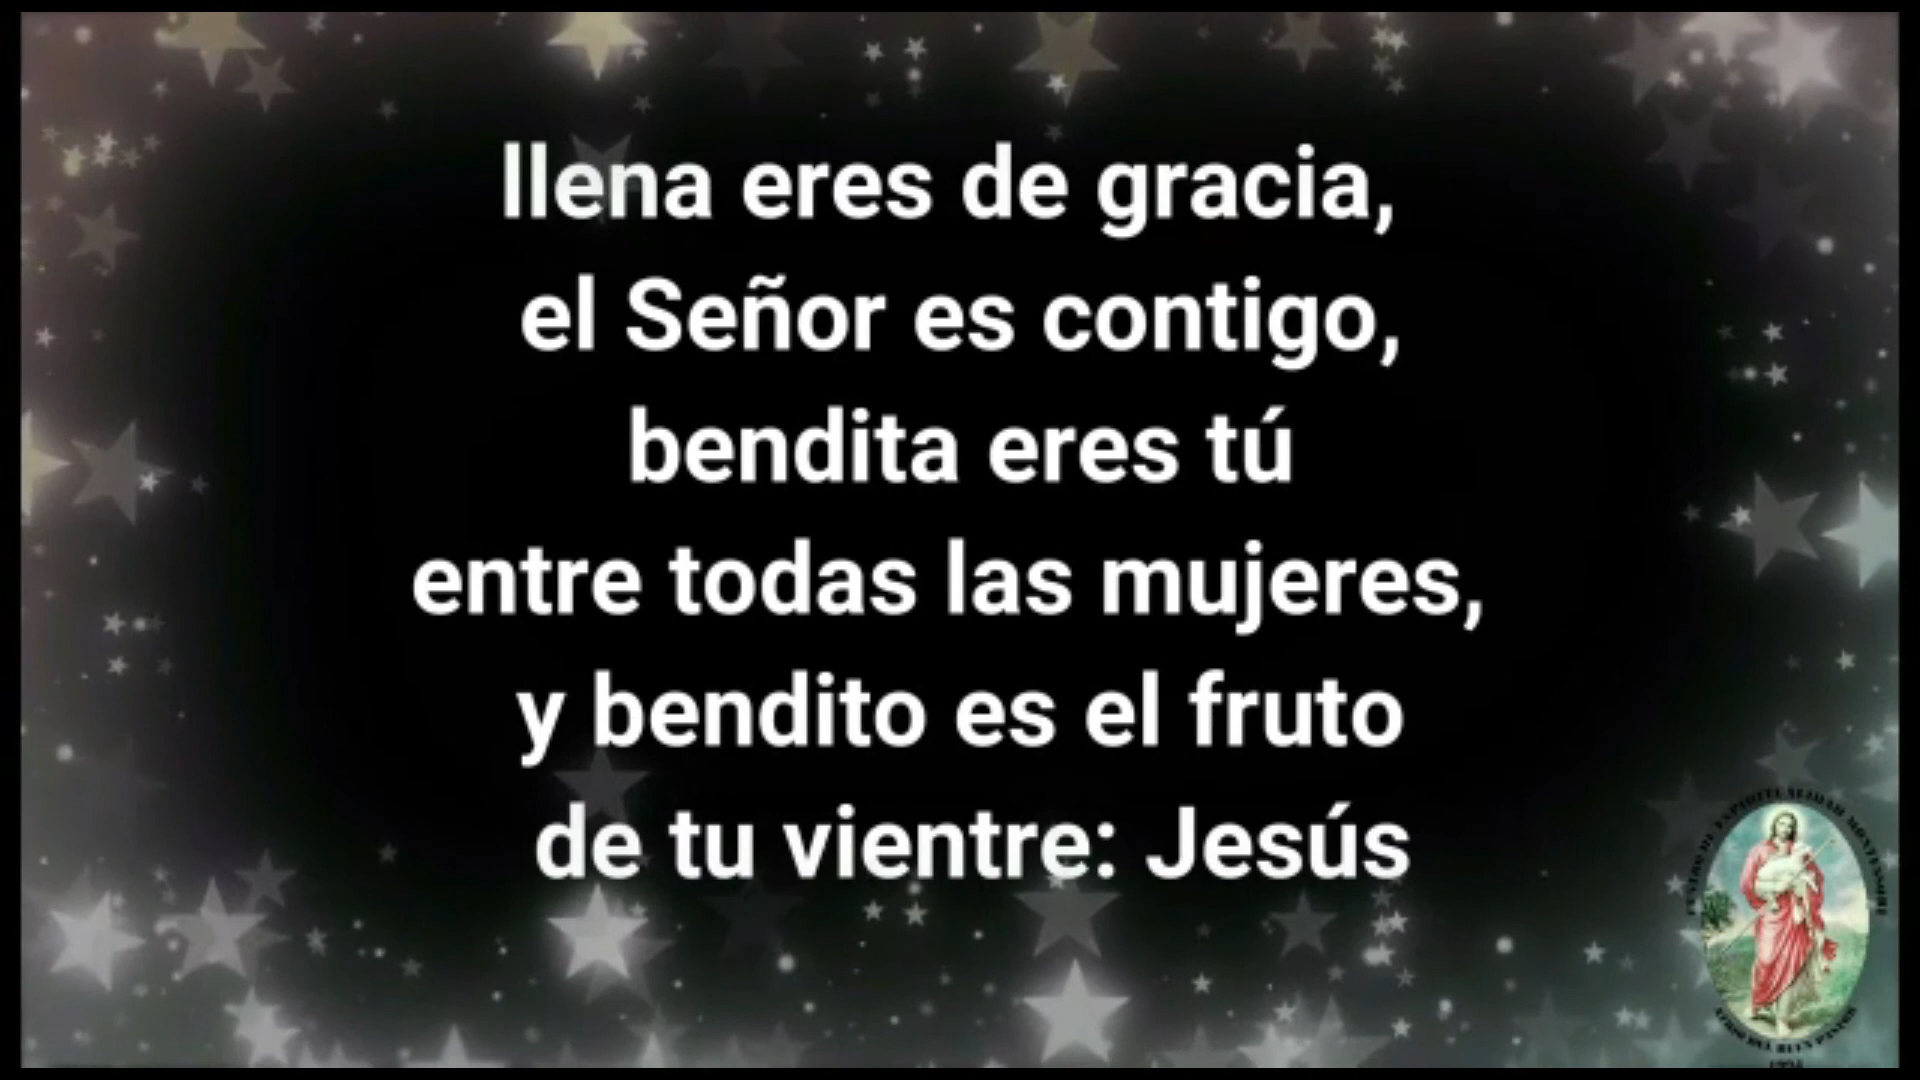 llena eres de gracia,
el Señor es contigo,
bendita eres tú
entre todas las mujeres,
y bendito es el fruto
de tu vientre: Jesús